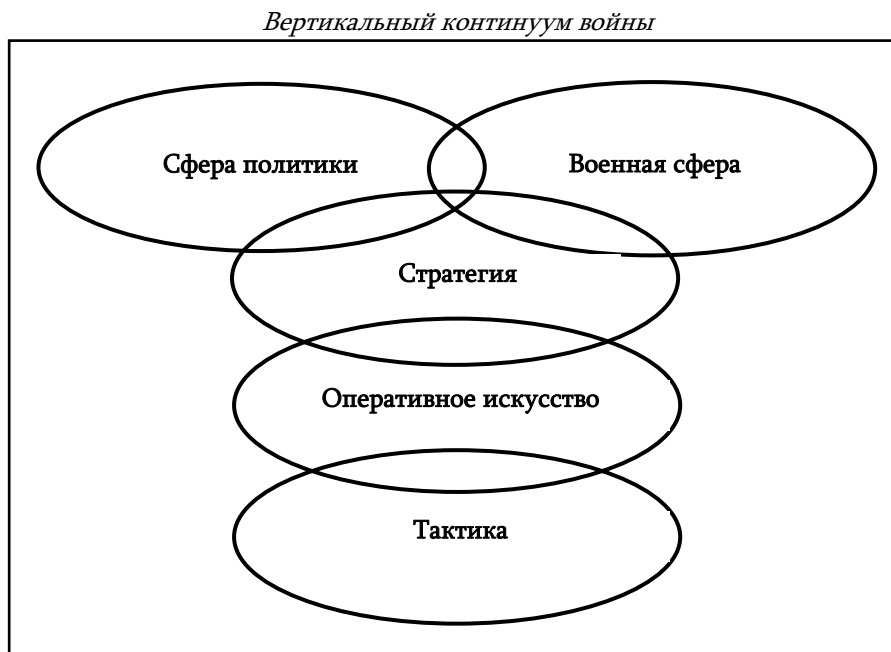 Вертикальный континуум войны
Сфера политики
Военная сфера
Стратегия
Оперативное искусство
Тактика